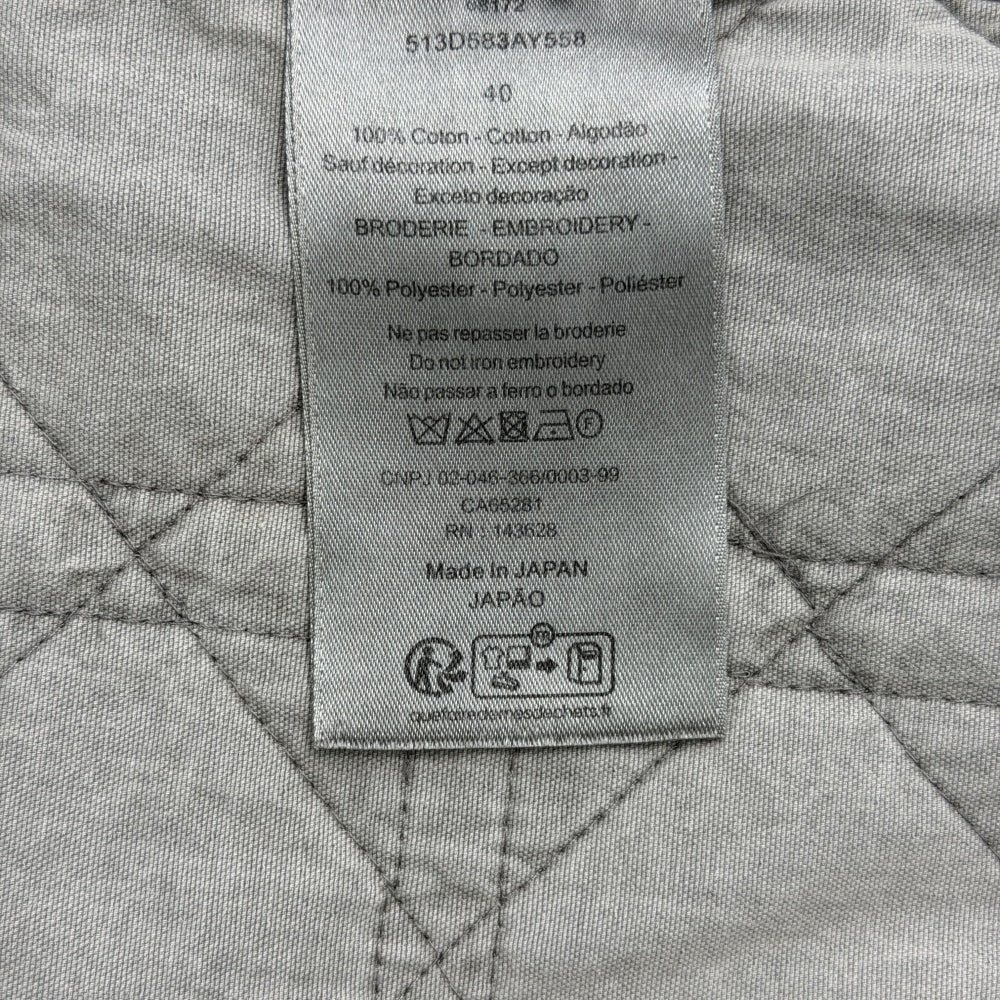 513D583AY558
40
100% Coton - Cotton - Algodão
Sauf décoration - Except decoration -
Exceto decoração
BRODERIE - EMBROIDERY -
BORDADO
100% Polyester - Polyester - Poliéster
Ne pas repasser la broderie
Do not iron embroidery
Não passar a ferro o bordado
F
CNPJ 02-046-366/0003-99
CA65281
RN : 143628
Made In JAPAN
JAPÃO
quefairedemesdechets.fr